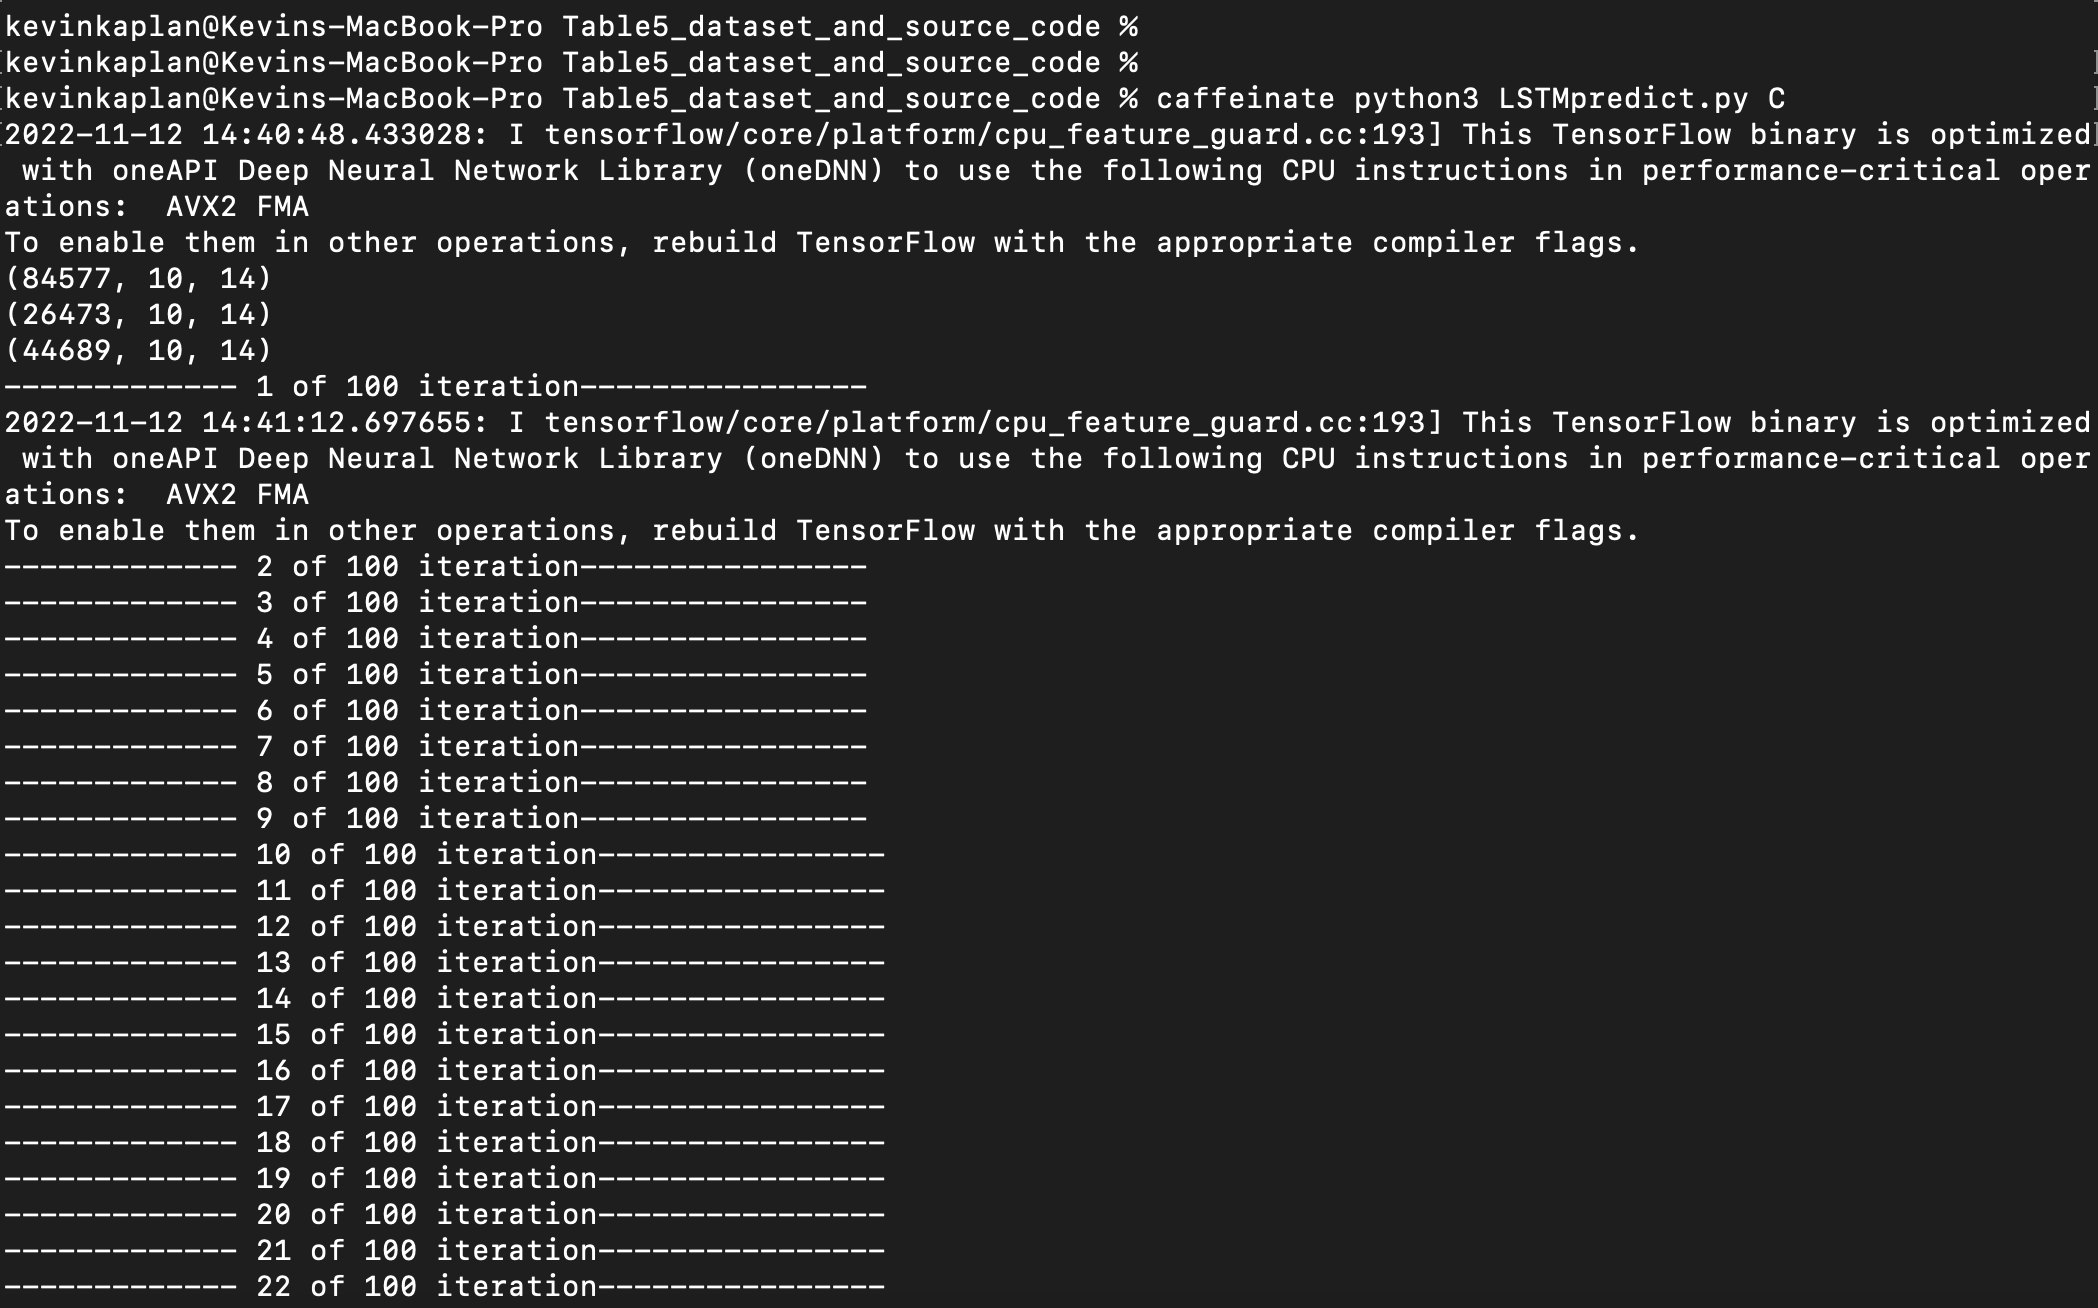 kevinkaplan@Kevins-MacBook-Pro Table5_dataset_and_source_code %
kevinkaplan@Kevins-MacBook-Pro Table5_dataset_and_source_code %
kevinkaplan@Kevins-MacBook-Pro Table5_dataset_and_source_code % caffeinate python3 LSTMpredict.py C
2022-11-12 14:40:48.433028: I tensorflow/core/platform/cpu_feature_guard.cc:193] This TensorFlow binary is optimized
 with oneAPI Deep Neural Network Library (oneDNN) to use the following CPU instructions in performance-critical oper
ations:  AVX2 FMA
To enable them in other operations, rebuild TensorFlow with the appropriate compiler flags.
(84577, 10, 14)
(26473, 10, 14)
(44689, 10, 14)
------------- 1 of 100 iteration----------------
2022-11-12 14:41:12.697655: I tensorflow/core/platform/cpu_feature_guard.cc:193] This TensorFlow binary is optimized
 with oneAPI Deep Neural Network Library (oneDNN) to use the following CPU instructions in performance-critical oper
ations:  AVX2 FMA
To enable them in other operations, rebuild TensorFlow with the appropriate compiler flags.
------------- 2 of 100 iteration----------------
------------- 3 of 100 iteration----------------
------------- 4 of 100 iteration----------------
------------- 5 of 100 iteration----------------
------------- 6 of 100 iteration----------------
------------- 7 of 100 iteration----------------
------------- 8 of 100 iteration----------------
------------- 9 of 100 iteration----------------
------------- 10 of 100 iteration----------------
------------- 11 of 100 iteration----------------
------------- 12 of 100 iteration----------------
------------- 13 of 100 iteration----------------
------------- 14 of 100 iteration----------------
------------- 15 of 100 iteration----------------
------------- 16 of 100 iteration----------------
------------- 17 of 100 iteration----------------
------------- 18 of 100 iteration----------------
------------- 19 of 100 iteration----------------
------------- 20 of 100 iteration----------------
------------- 21 of 100 iteration----------------
------------- 22 of 100 iteration----------------